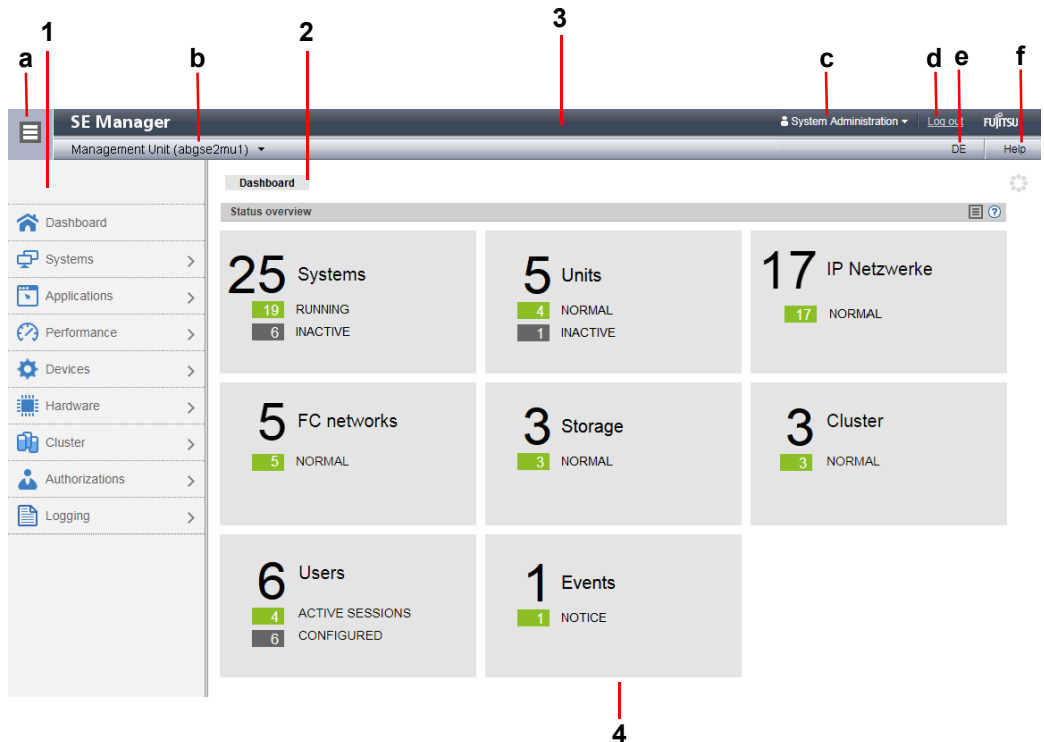 1
2
3
a
b
c
d
e
f
SE Manager
System Administration
Log out
FUJITSU
Management Unit (abgse2mu1)
DE
Help
Dashboard
Status overview
?
Dashboard
Systems
Applications
Performance
Devices
Hardware
Cluster
Authorizations
Logging
25 Systems
19 RUNNING
6 INACTIVE
5 Units
4 NORMAL
1 INACTIVE
17 IP Netzwerke
17 NORMAL
5 FC networks
5 NORMAL
3 Storage
3 NORMAL
3 Cluster
3 NORMAL
6 Users
4 ACTIVE SESSIONS
6 CONFIGURED
1 Events
1 NOTICE
4